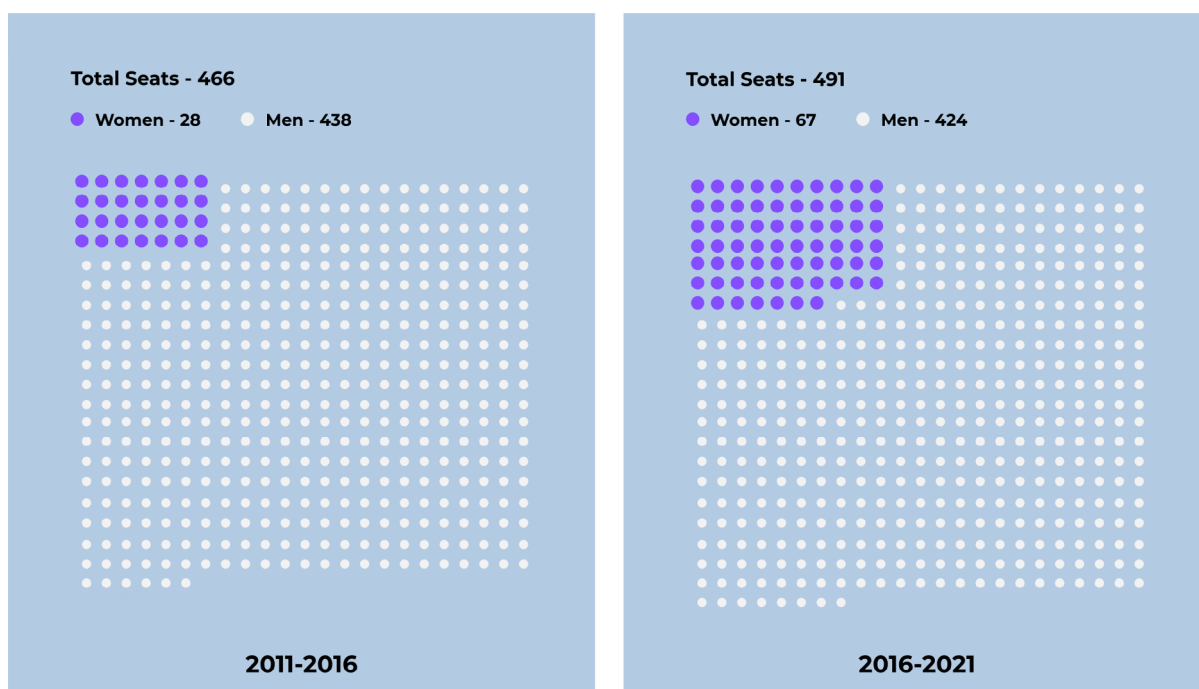 Total Seats - 466
Women - 28 Men - 438
2011-2016
Total Seats - 491
Women - 67 Men - 424
2016-2021